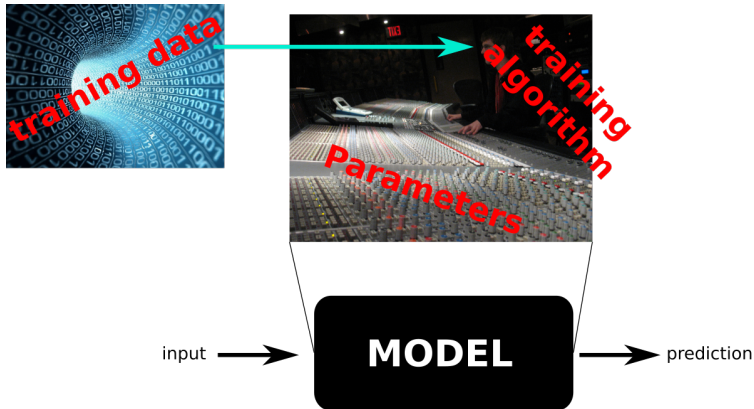 training data
training
algorithm
Parameters
input
MODEL
prediction